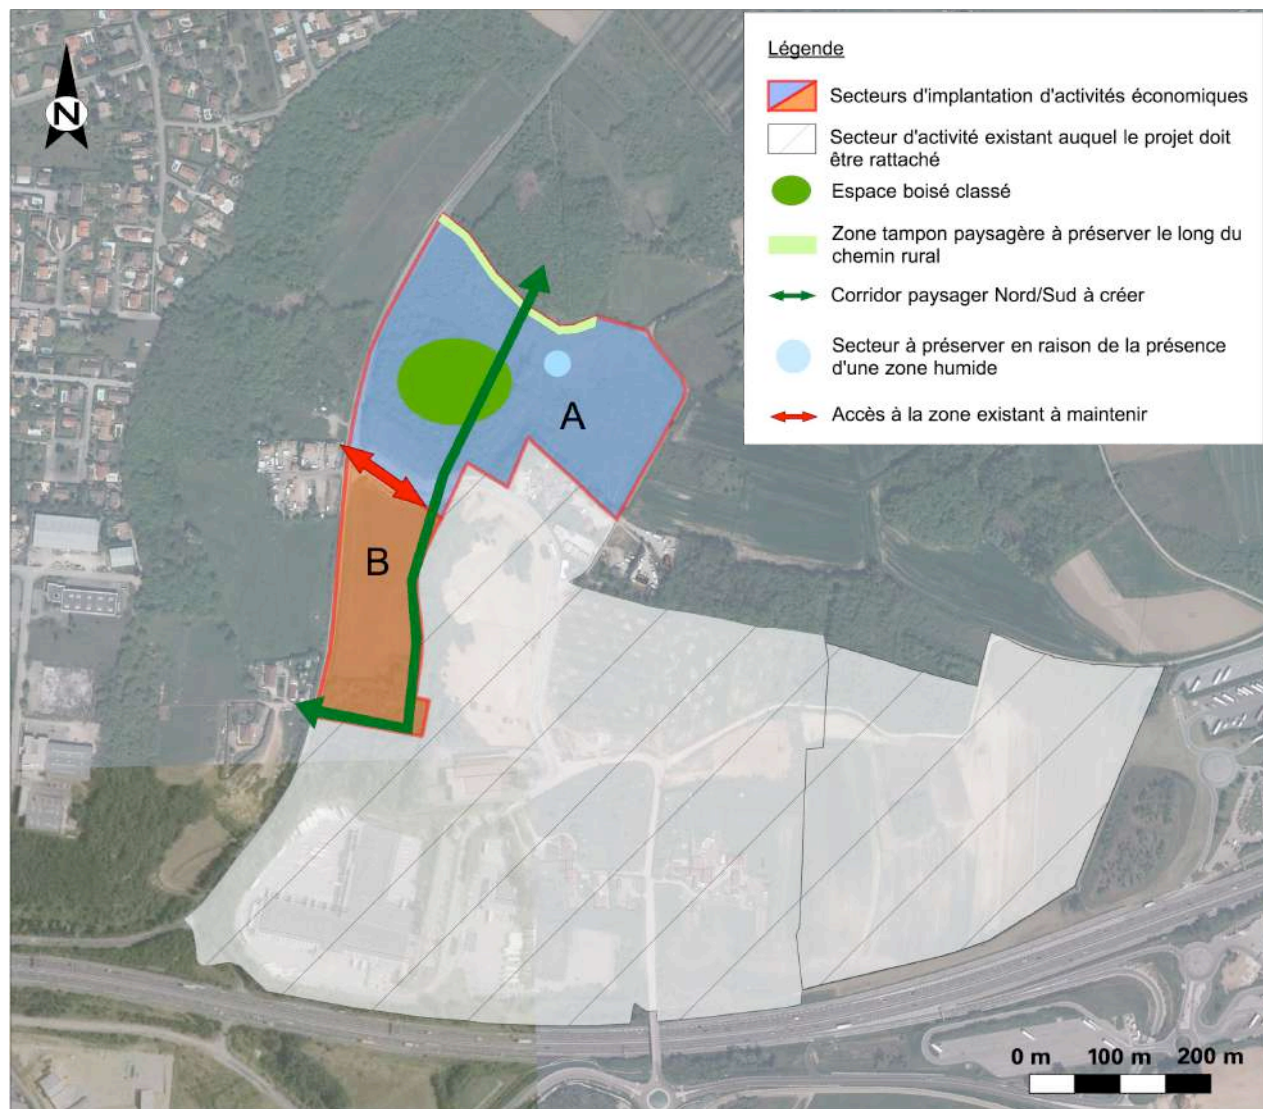 N
Légende
Secteurs d'implantation d'activités économiques
Secteur d'activité existant auquel le projet doit
être rattaché
Espace boisé classé
Zone tampon paysagère à préserver le long du
chemin rural
Corridor paysager Nord/Sud à créer
Secteur à préserver en raison de la présence
d'une zone humide
Accès à la zone existant à maintenir
A
B
0 m 100 m 200 m